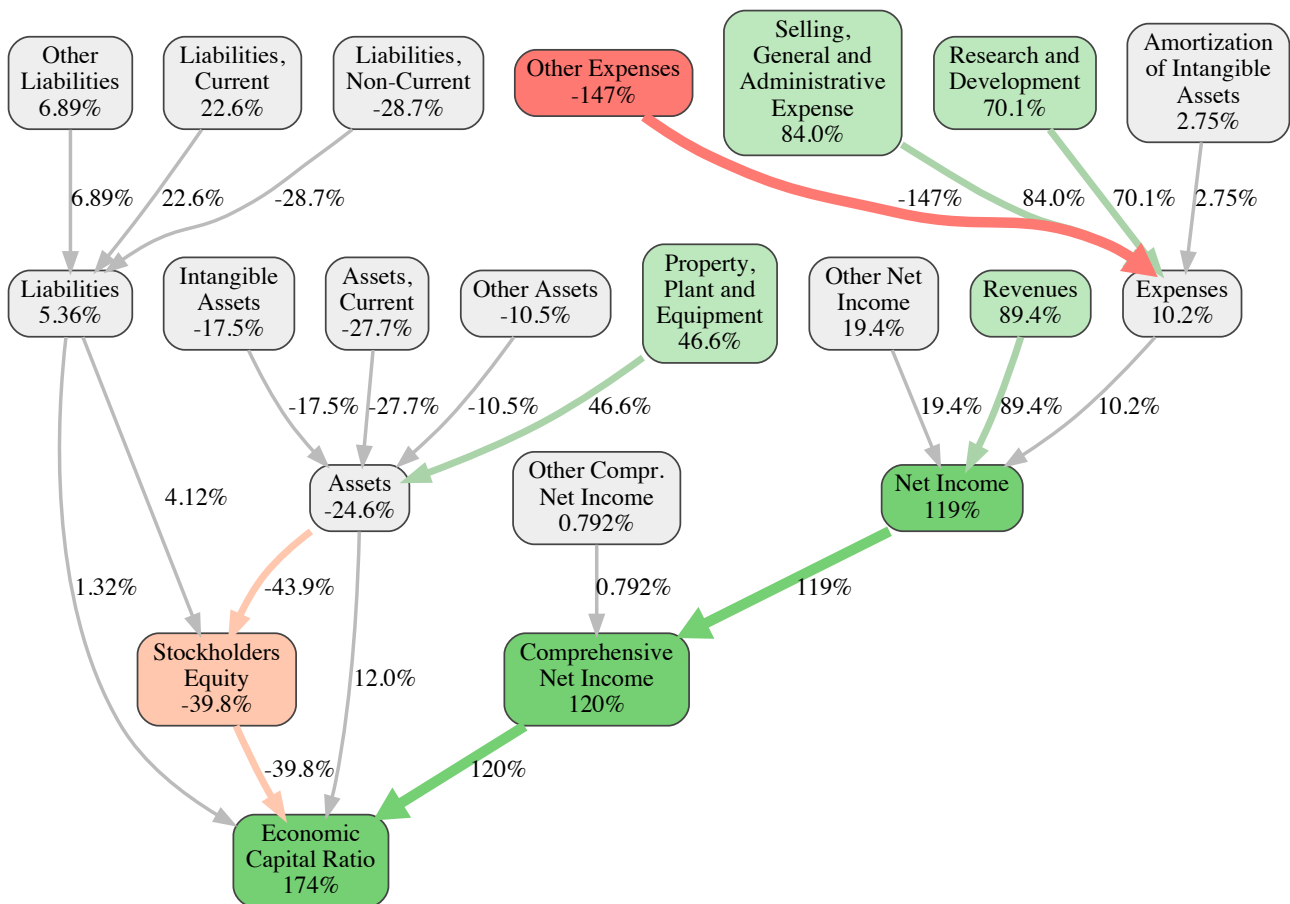 Other
Liabilities
6.89%
Liabilities,
Current
22.6%
Liabilities,
Non-Current
-28.7%
Other Expenses
-147%
Selling,
General and
Administrative
Expense
84.0%
Research and
Development
70.1%
Amortization
of Intangible
Assets
2.75%
6.89%
22.6%
-28.7%
-147%
84.0%
70.1%
2.75%
Liabilities
5.36%
Intangible
Assets
-17.5%
Assets,
Current
-27.7%
Other Assets
-10.5%
Property,
Plant and
Equipment
46.6%
Other Net
Income
19.4%
Revenues
89.4%
Expenses
10.2%
-17.5%
-27.7%
-10.5%
46.6%
19.4%
89.4%
10.2%
4.12%
Assets
-24.6%
Other Compr.
Net Income
0.792%
Net Income
119%
1.32%
-43.9%
0.792%
119%
Stockholders
Equity
-39.8%
12.0%
Comprehensive
Net Income
120%
-39.8%
120%
Economic
Capital Ratio
174%